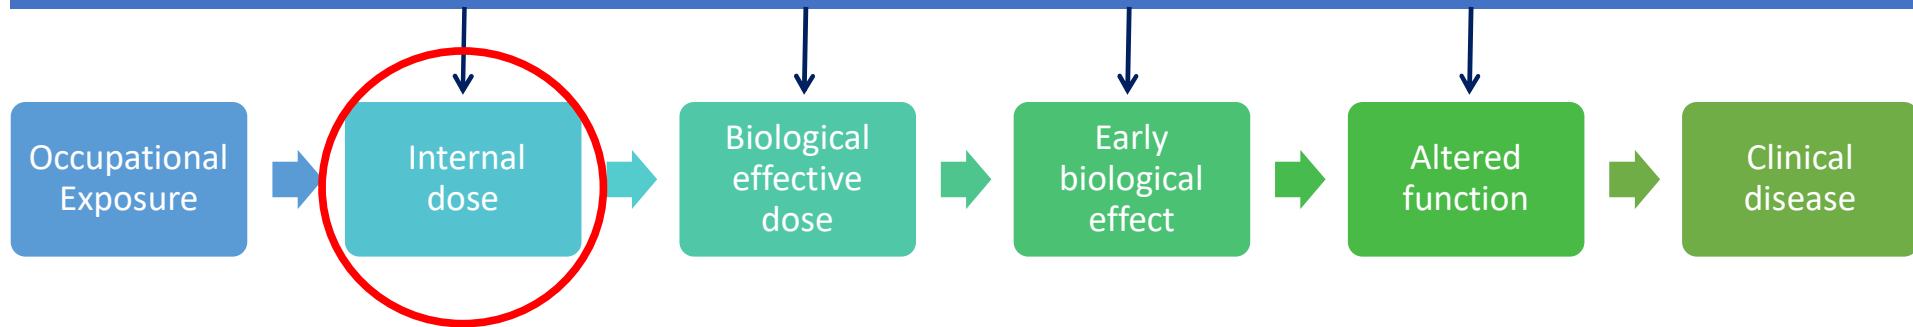 Occupational
Exposure
Internal
dose
Biological
effective
dose
Early
biological
effect
Altered
function
Clinical
disease